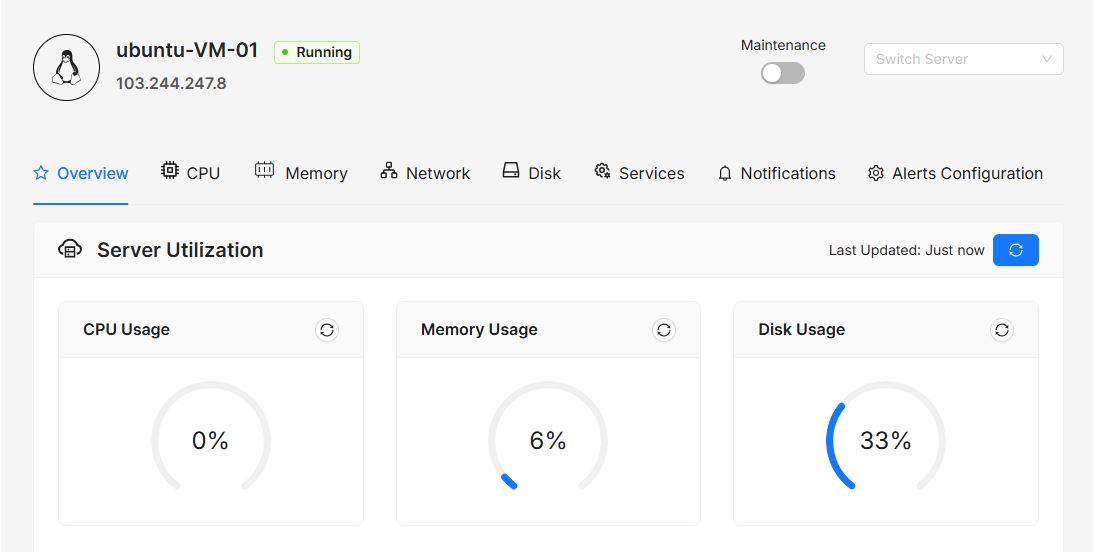 ubuntu-VM-01
Running
103.244.247.8
Maintenance
Switch Server
Overview
CPU
Memory
Network
Disk
Services
Notifications
Alerts Configuration
Server Utilization
Last Updated: Just now
CPU Usage
Memory Usage
Disk Usage
0%
6%
33%